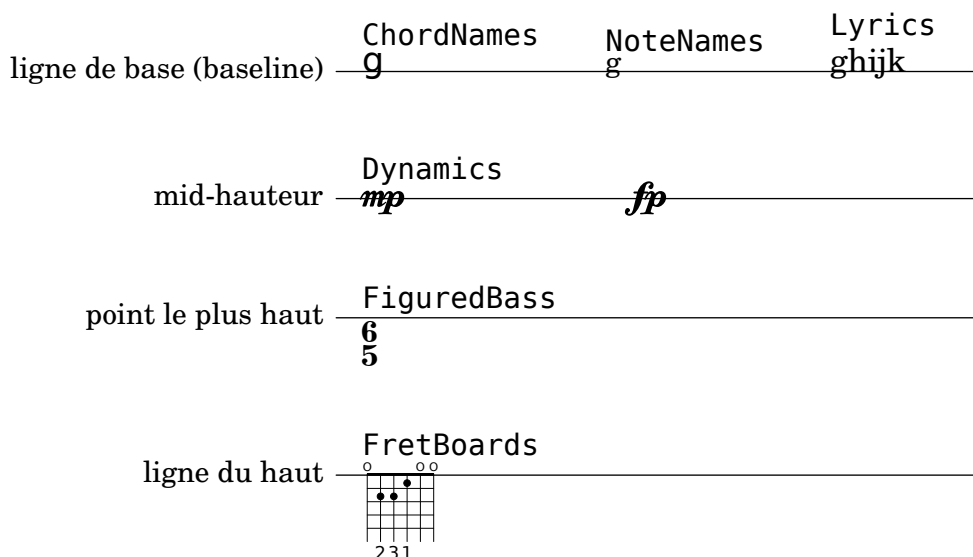 ChordNames NoteNames Lyrics
ligne de base (baseline) g g ghijk
Dynamics
mid-hauteur mp fp
FiguredBass
point le plus haut
6
5
FretBoards
o o o
ligne du haut
231